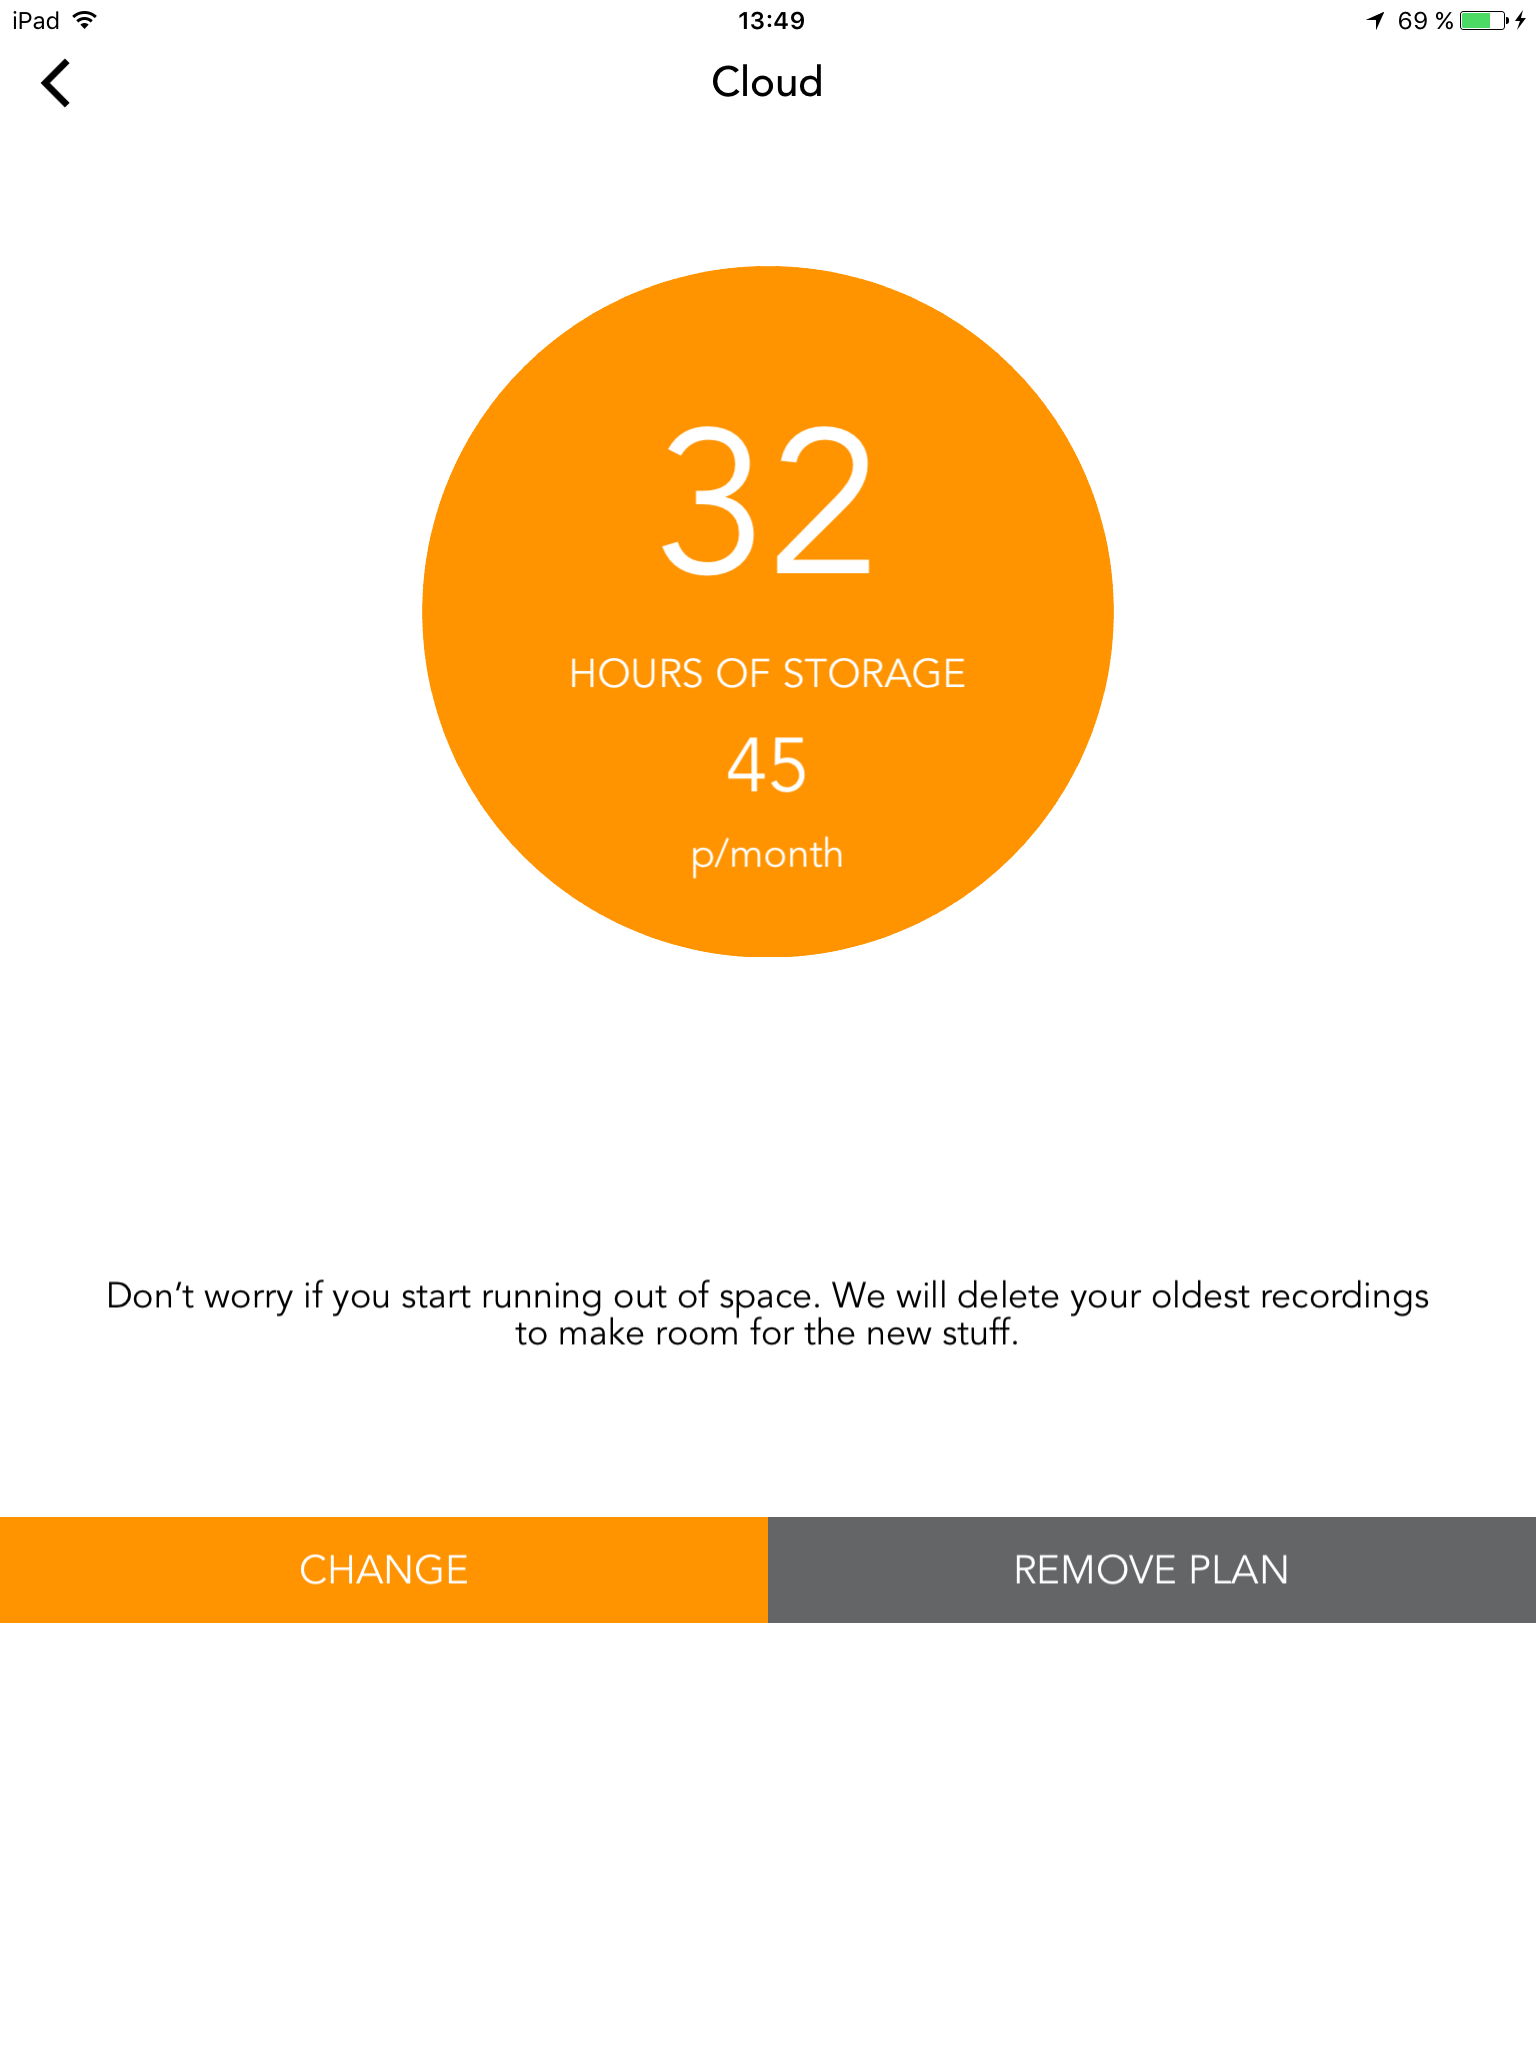 iPad 13:49 69 %
Cloud
32
HOURS OF STORAGE
45
p/month
Don’t worry if you start running out of space. We will delete your oldest recordings
to make room for the new stuff.
CHANGE REMOVE PLAN